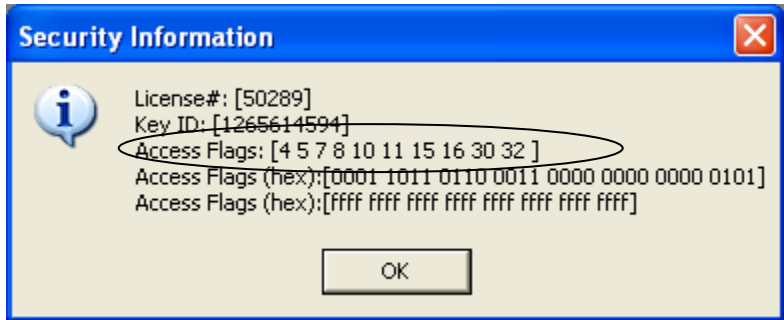 Security Information
License#: [50289]
Key ID: [1265614594]
Access Flags: [4 5 7 8 10 11 15 16 30 32 ]
Access Flags (hex):[0001 1011 0110 0011 0000 0000 0000 0101]
Access Flags (hex):[ffff ffff ffff ffff ffff ffff ffff ffff]
OK